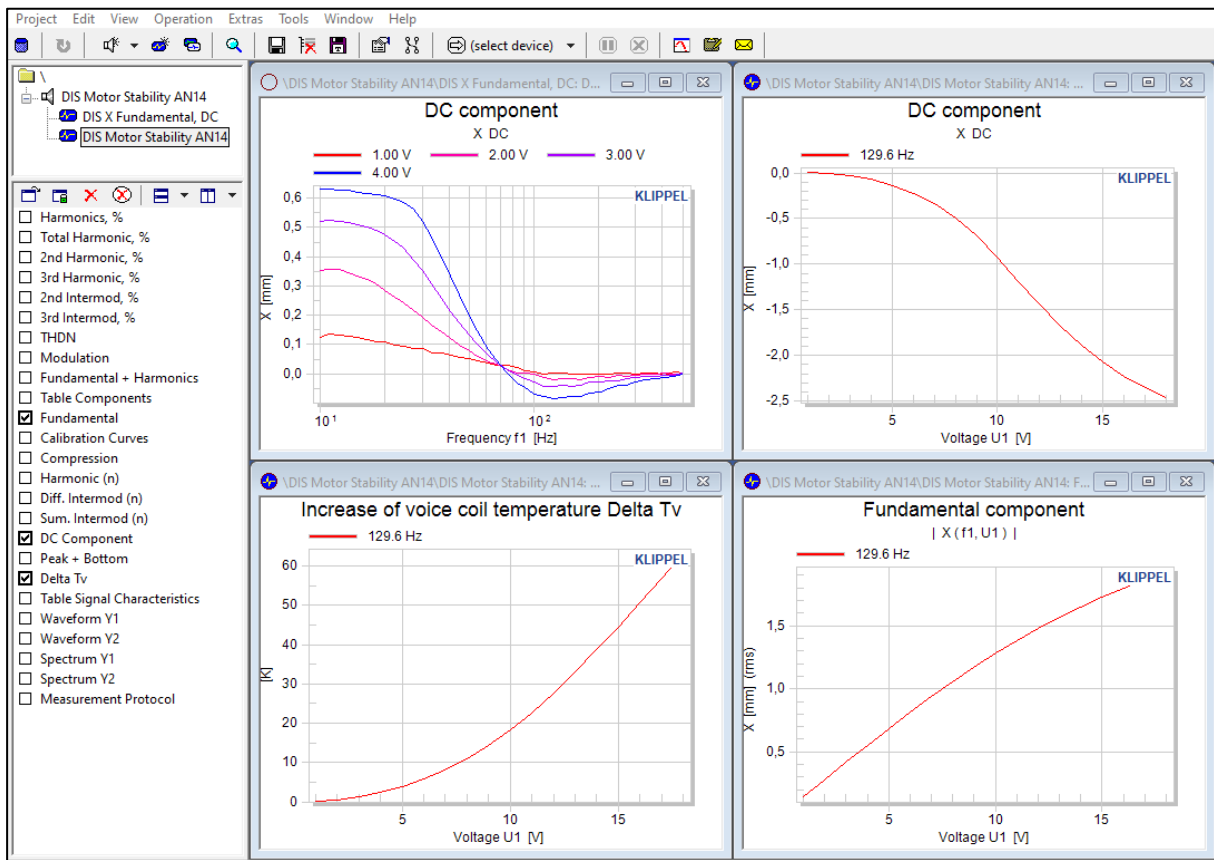 Project Edit View Operation Extras Tools Window Help
(select device)
\
DIS Motor Stability AN14
DIS X Fundamental, DC
DIS Motor Stability AN14
Harmonics, %
Total Harmonic, %
2nd Harmonic, %
3rd Harmonic, %
2nd Intermod, %
3rd Intermod, %
THDN
Modulation
Fundamental + Harmonics
Table Components
Fundamental
Calibration Curves
Compression
Harmonic (n)
Diff. Intermod (n)
Sum. Intermod (n)
DC Component
Peak + Bottom
Delta Tv
Table Signal Characteristics
Waveform Y1
Waveform Y2
Spectrum Y1
Spectrum Y2
Measurement Protocol
\DIS Motor Stability AN14\DIS X Fundamental, DC: D...
DC component
X DC
1.00 V 2.00 V 3.00 V
4.00 V
KLIPPEL
0,6
0,5
0,4
0,3
0,2
0,1
0,0
X [mm]
10¹ 10²
Frequency f1 [Hz]
\DIS Motor Stability AN14\DIS Motor Stability AN14: ...
DC component
X DC
129.6 Hz
KLIPPEL
0,0
-0,5
-1,0
-1,5
-2,0
-2,5
X [mm]
5 10 15
Voltage U1 [V]
\DIS Motor Stability AN14\DIS Motor Stability AN14: ...
Increase of voice coil temperature Delta Tv
129.6 Hz
KLIPPEL
60
50
40
30
20
10
0
[K]
5 10 15
Voltage U1 [V]
\DIS Motor Stability AN14\DIS Motor Stability AN14: F...
Fundamental component
| X ( f1, U1 ) |
129.6 Hz
KLIPPEL
1,5
1,0
0,5
X [mm] (rms)
5 10 15
Voltage U1 [V]